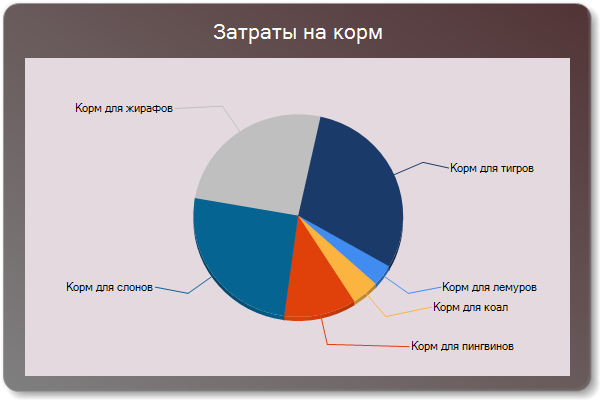 Затраты на корм
Корм для жирафов
Корм для тигров
Корм для слонов
Корм для лемуров
Корм для коал
Корм для пингвинов